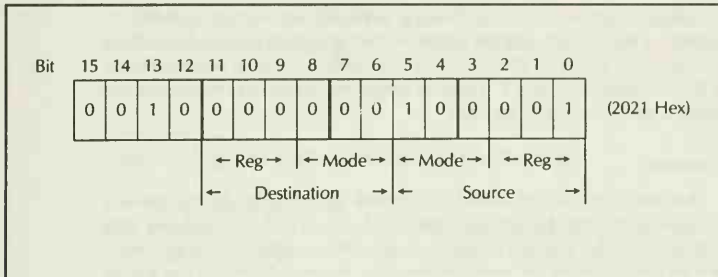 Bit 15 14 13 12 11 10 9 8 7 6 5 4 3 2 1 0
0 0 1 0 0 0 0 0 0 0 1 0 0 0 0 1 (2021 Hex)
← Reg → ← Mode → ← Mode → ← Reg →
← Destination → ← Source →